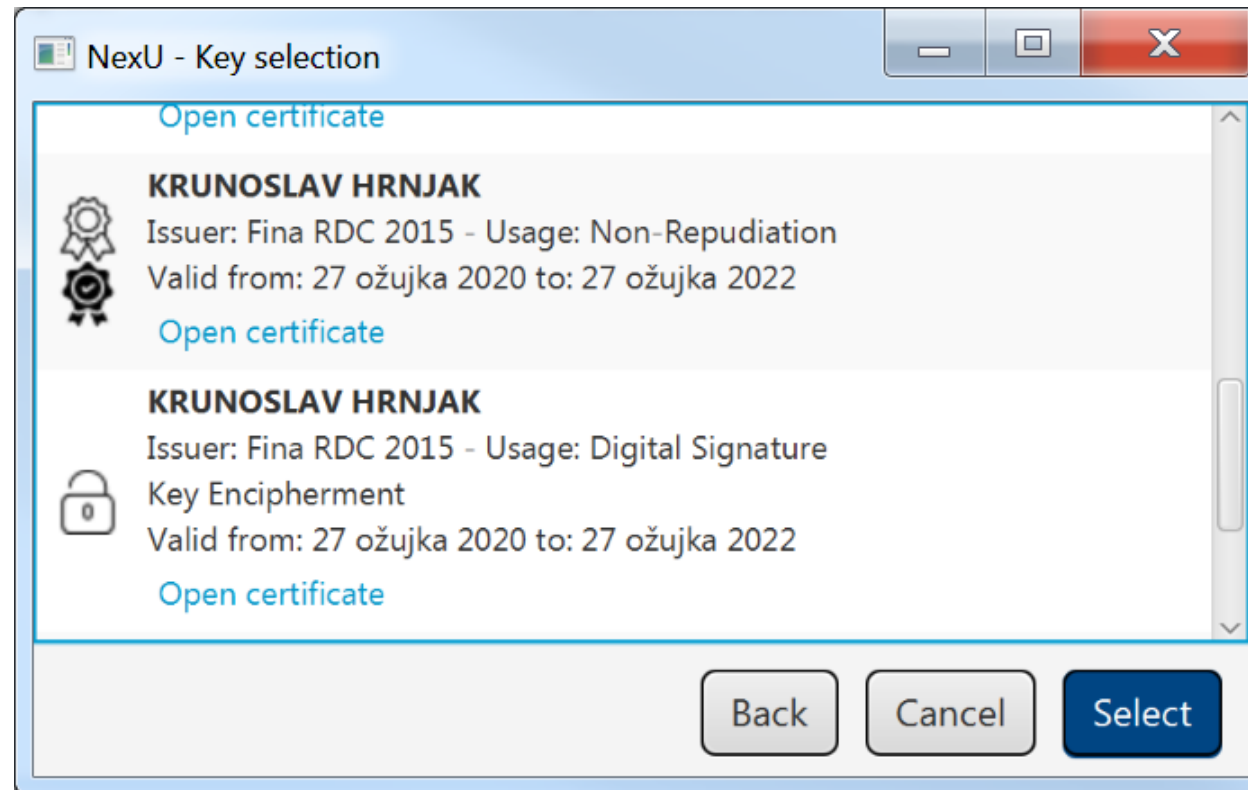 NexU - Key selection
Open certificate
KRUNOSLAV HRNJAK
Issuer: Fina RDC 2015 - Usage: Non-Repudiation
Valid from: 27 ožujka 2020 to: 27 ožujka 2022
Open certificate
KRUNOSLAV HRNJAK
Issuer: Fina RDC 2015 - Usage: Digital Signature
Key Encipherment
Valid from: 27 ožujka 2020 to: 27 ožujka 2022
Open certificate
Back Cancel Select